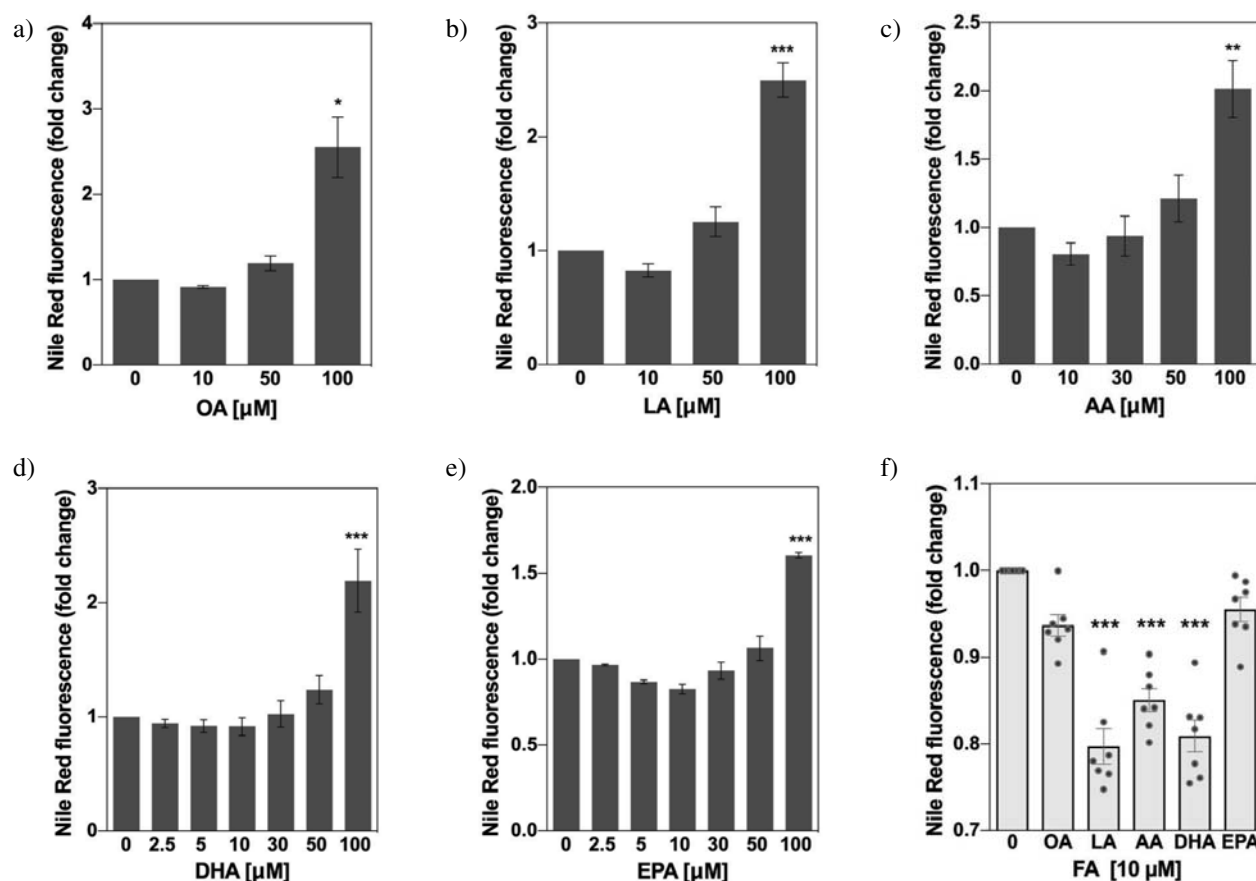 a)
Nile Red fluorescence (fold change)
4
3
2
1
0
*
0 10 50 100
OA [µM]
b)
Nile Red fluorescence (fold change)
3
2
1
0
***
0 10 50 100
LA [µM]
c)
Nile Red fluorescence (fold change)
2.5
2.0
1.5
1.0
0.5
0.0
**
0 10 30 50 100
AA [µM]
d)
Nile Red fluorescence (fold change)
3
2
1
0
***
0 2.5 5 10 30 50 100
DHA [µM]
e)
Nile Red fluorescence (fold change)
2.0
1.5
1.0
0.5
0.0
***
0 2.5 5 10 30 50 100
EPA [µM]
f)
Nile Red fluorescence (fold change)
1.1
1.0
0.9
0.8
0.7
*** *** ***
0 OA LA AA DHA EPA
FA [10 µM]